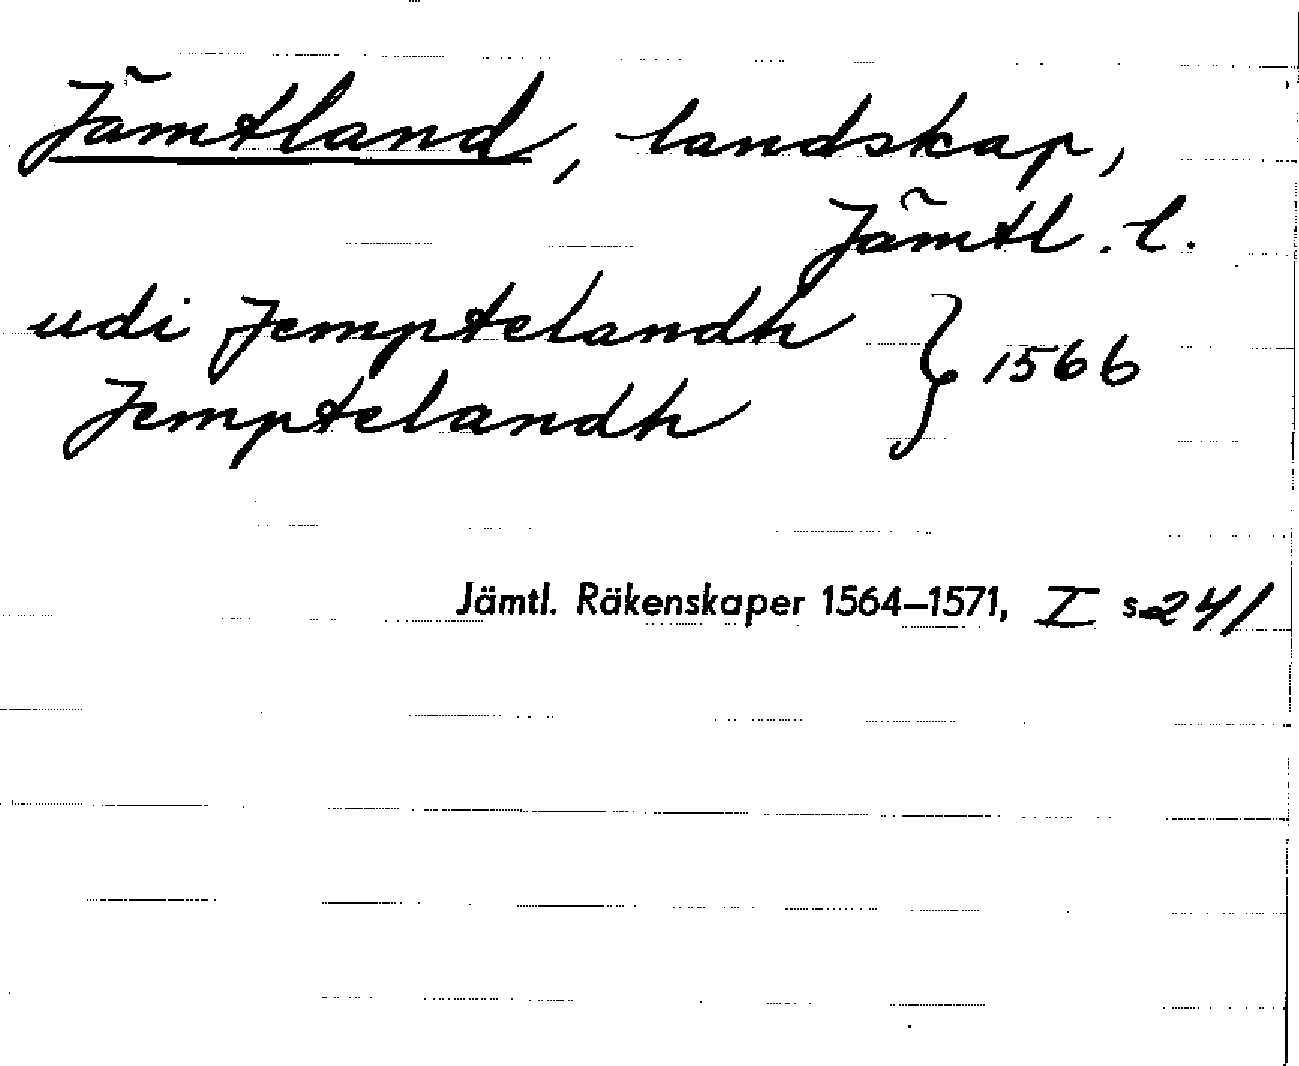 Jämtland, landskap,
Jämtl. l.
udi Jemptelandh } 1566
Jemptelandh
Jämtl. Räkenskaper 1564–1571, I s 241